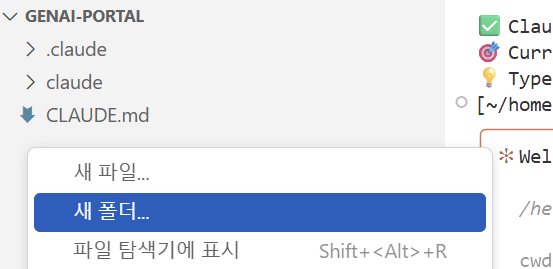 GENAI-PORTAL
.claude
claude
CLAUDE.md
새 파일...
새 폴더...
파일 탐색기에 표시 Shift+<Alt>+R
✅ Clau
🎯 Curr
💡 Type
[~/home
* Wel
/he
cwd